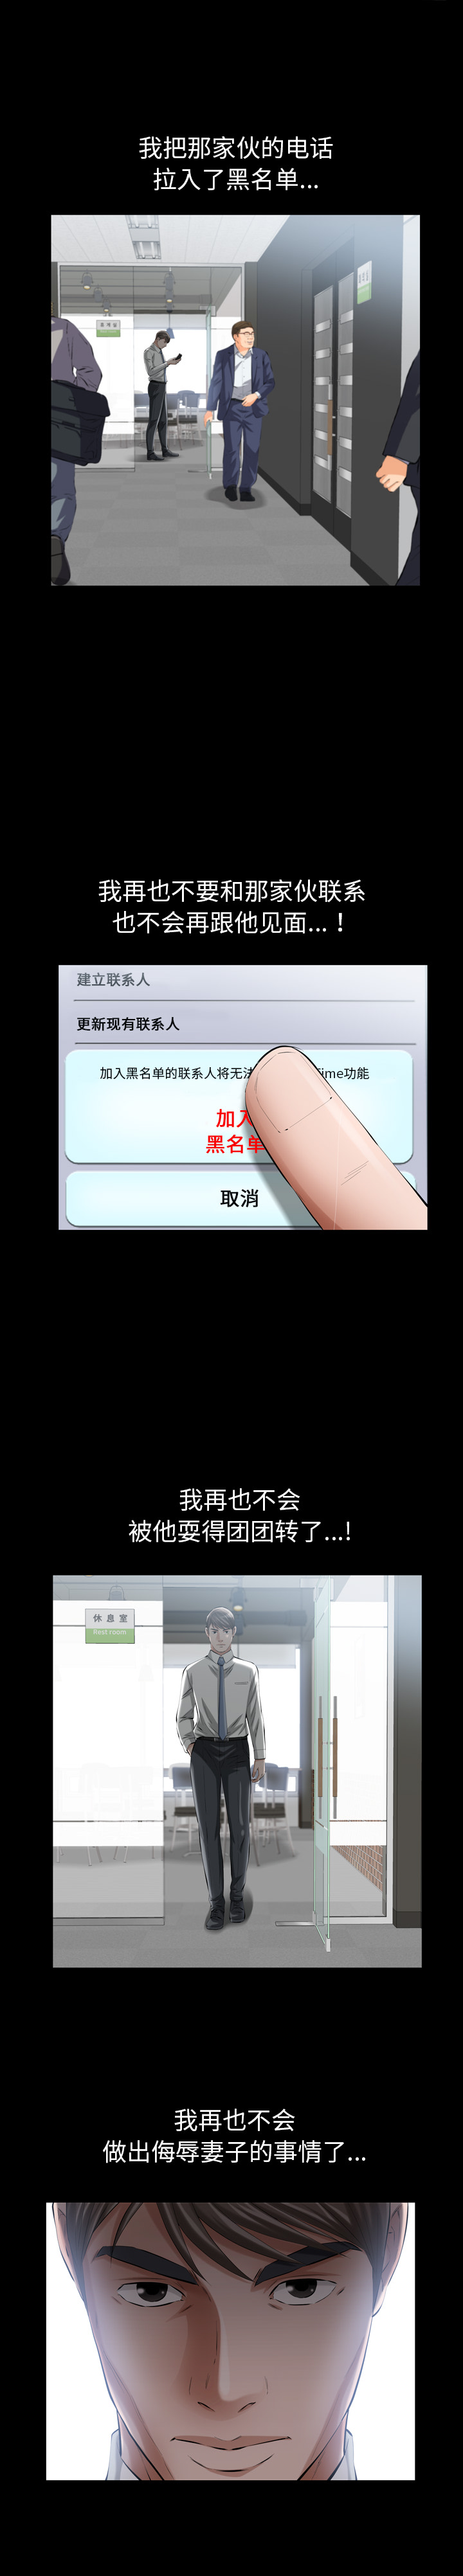 我把那家伙的电话
拉入了黑名单...
休息室
我再也不要和那家伙联系
也不会再跟他见面...！
建立联系人
更新现有联系人
加入黑名单的联系人将无法 ime功能
加入
黑名单
取消
我再也不会
被他耍得团团转了...!
休息室
Rest room
我再也不会
做出侮辱妻子的事情了...